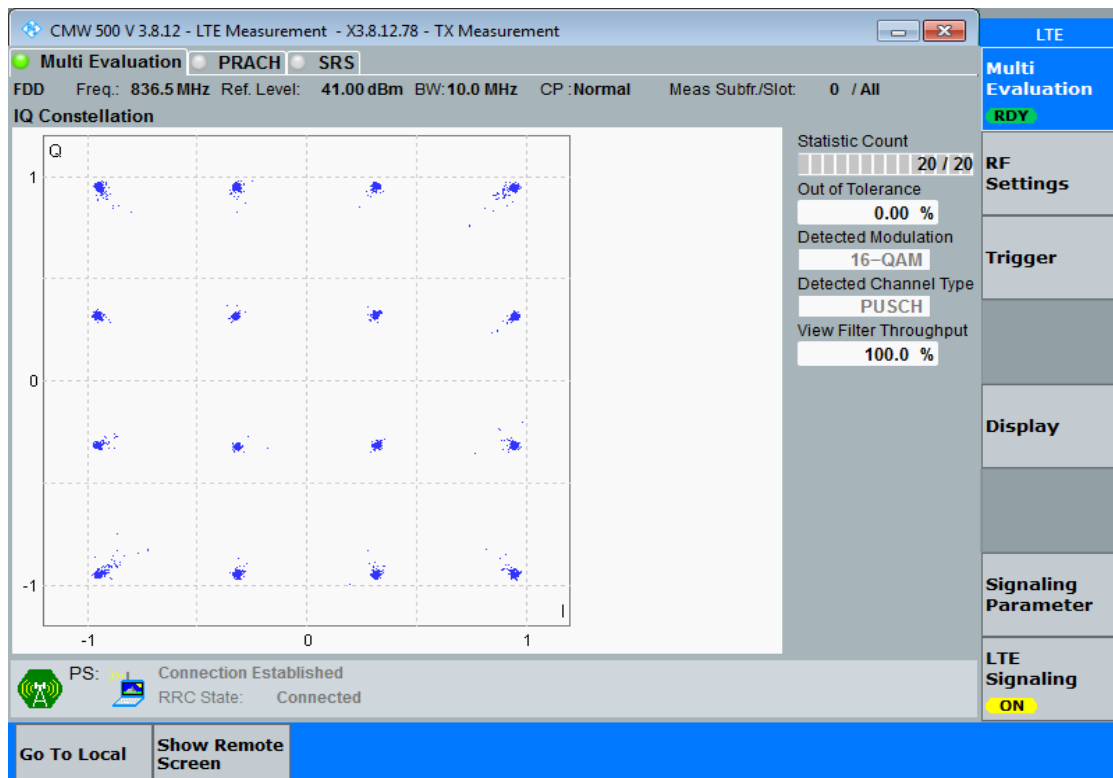 CMW 500 V 3.8.12 - LTE Measurement - X3.8.12.78 - TX Measurement
LTE
Multi Evaluation PRACH SRS
FDD Freq.: 836.5 MHz Ref. Level: 41.00 dBm BW: 10.0 MHz CP : Normal Meas Subfr./Slot: 0 / All
IQ Constellation
Q
1
0
-1
-1 0 1
I
Statistic Count
20 / 20
Out of Tolerance
0.00 %
Detected Modulation
16-QAM
Detected Channel Type
PUSCH
View Filter Throughput
100.0 %
Multi
Evaluation
RDY
RF
Settings
Trigger
Display
Signaling
Parameter
LTE
Signaling
ON
PS: Connection Established
RRC State: Connected
Go To Local
Show Remote
Screen